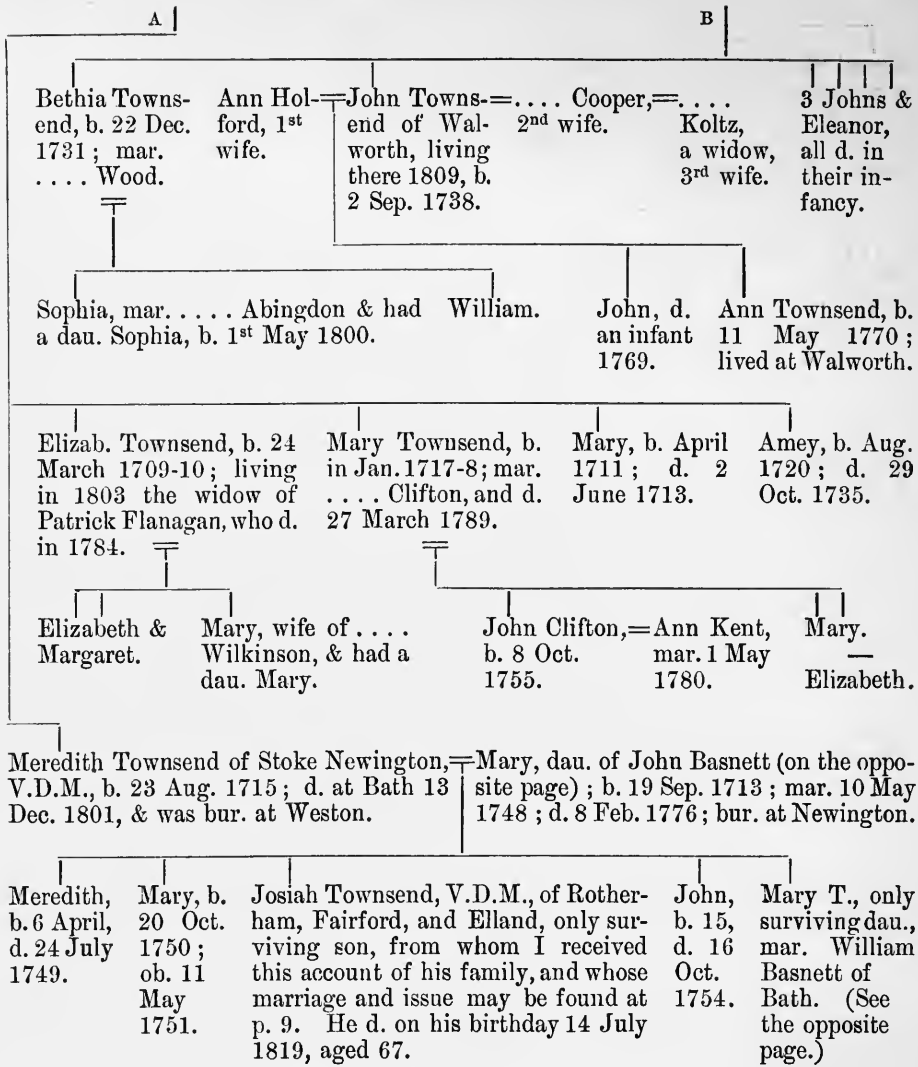 A B
Bethia Towns-
end, b. 22 Dec.
1731 ; mar.
. . . . Wood.
Ann Hol-
ford, 1st
wife.
=John Towns-
end of Wal-
worth, living
there 1809, b.
2 Sep. 1738.
=. . . . Cooper,
2nd wife.
=. . . .
Koltz,
a widow,
3rd wife.
3 Johns &
Eleanor,
all d. in
their in-
fancy.
Sophia, mar. . . . . Abingdon & had
a dau. Sophia, b. 1st May 1800.
William.
John, d.
an infant
1769.
Ann Townsend, b.
11 May 1770 ;
lived at Walworth.
Elizab. Townsend, b. 24
March 1709-10 ; living
in 1803 the widow of
Patrick Flanagan, who d.
in 1784.
Mary Townsend, b.
in Jan. 1717-8; mar.
. . . . Clifton, and d.
27 March 1789.
Mary, b. April
1711 ; d. 2
June 1713.
Amey, b. Aug.
1720 ; d. 29
Oct. 1735.
Elizabeth &
Margaret.
Mary, wife of . . . .
Wilkinson, & had a
dau. Mary.
John Clifton,
b. 8 Oct.
1755.
=Ann Kent,
mar. 1 May
1780.
Mary.
—
Elizabeth.
Meredith Townsend of Stoke Newington,
V.D.M., b. 23 Aug. 1715 ; d. at Bath 13
Dec. 1801, & was bur. at Weston.
=Mary, dau. of John Basnett (on the oppo-
site page) ; b. 19 Sep. 1713 ; mar. 10 May
1748 ; d. 8 Feb. 1776 ; bur. at Newington.
Meredith,
b. 6 April,
d. 24 July
1749.
Mary, b.
20 Oct.
1750 ;
ob. 11
May
1751.
Josiah Townsend, V.D.M., of Rother-
ham, Fairford, and Elland, only sur-
viving son, from whom I received
this account of his family, and whose
marriage and issue may be found at
p. 9. He d. on his birthday 14 July
1819, aged 67.
John,
b. 15,
d. 16
Oct.
1754.
Mary T., only
surviving dau.,
mar. William
Basnett of
Bath. (See
the opposite
page.)